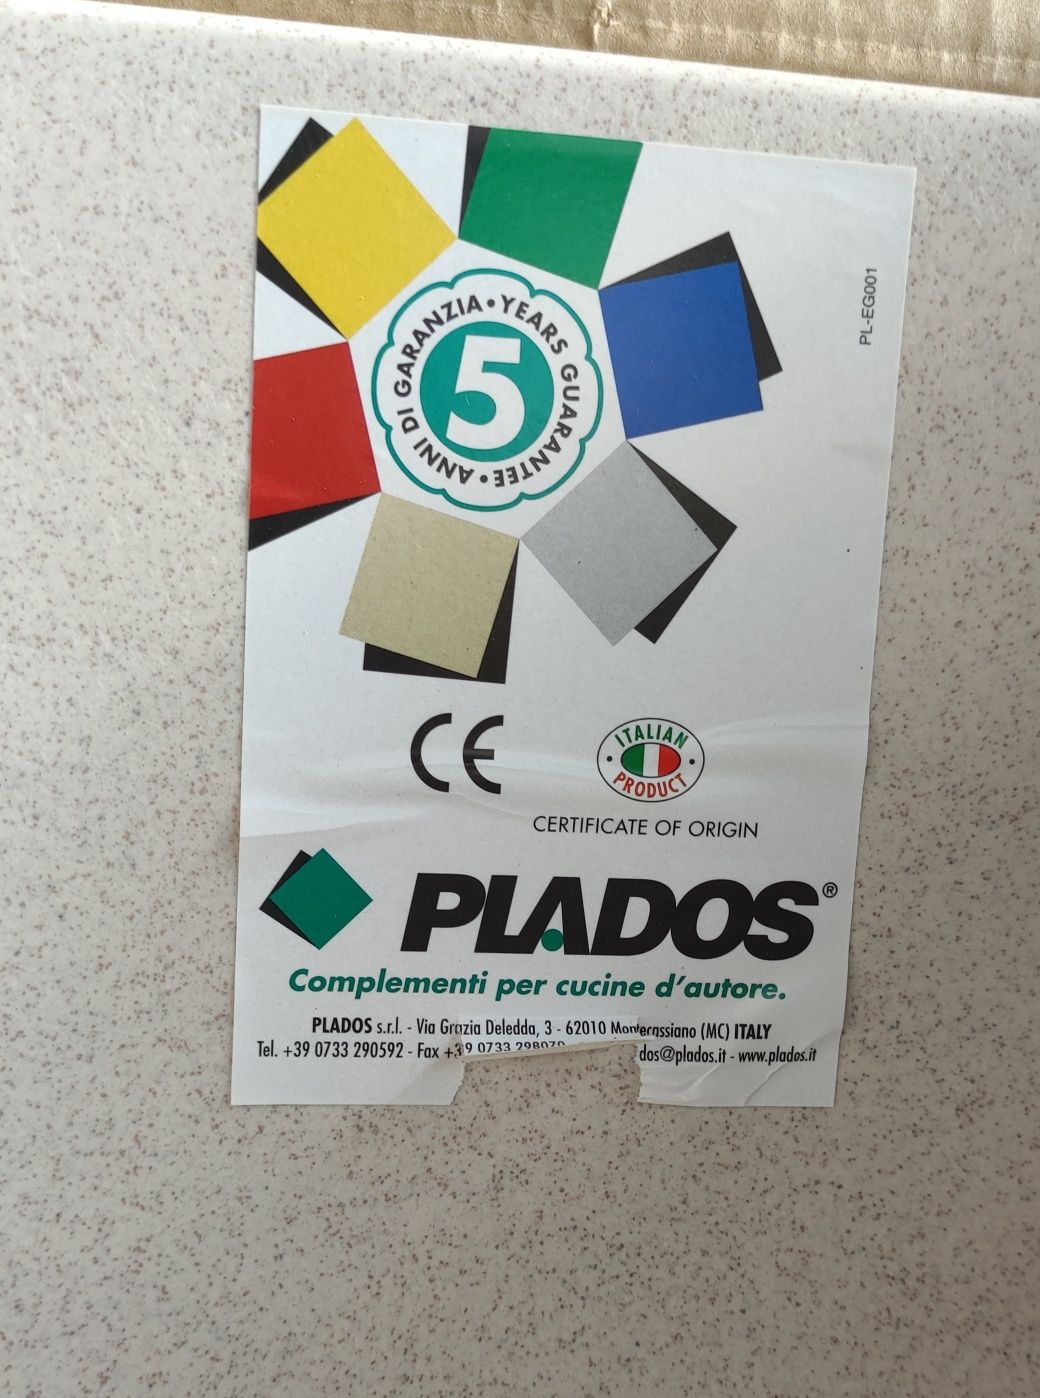 ANNI DI GARANZIA • YEARS GUARANTEE •
5
PL-EG001
CE
ITALIAN
PRODUCT
CERTIFICATE OF ORIGIN
PLADOS®
Complementi per cucine d'autore.
PLADOS s.r.l. - Via Grazia Deledda, 3 - 62010 Monterassiano (MC) ITALY
Tel. +39 0733 290592 - Fax +39 0733 dos@plados.it - www.plados.it